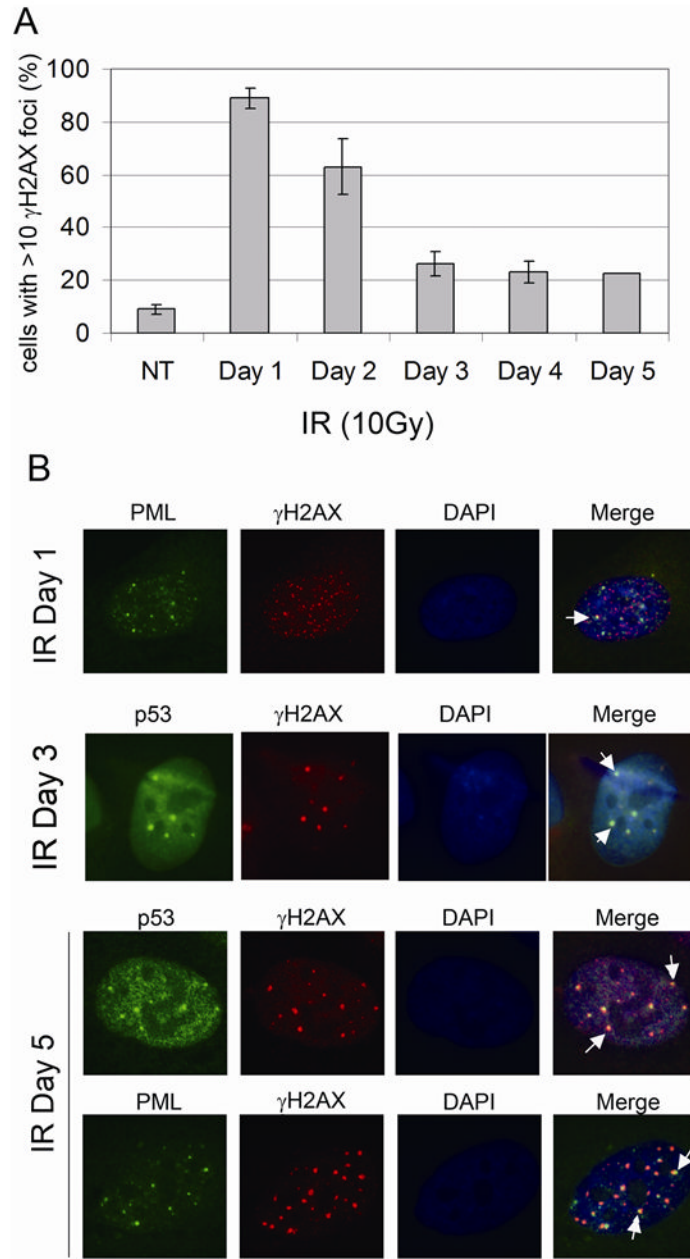 A
cells with >10 γH2AX foci (%)
100
80
60
40
20
0
NT Day 1 Day 2 Day 3 Day 4 Day 5
IR (10Gy)
B
IR Day 1
PML γH2AX DAPI Merge
IR Day 3
p53 γH2AX DAPI Merge
IR Day 5
p53 γH2AX DAPI Merge
PML γH2AX DAPI Merge